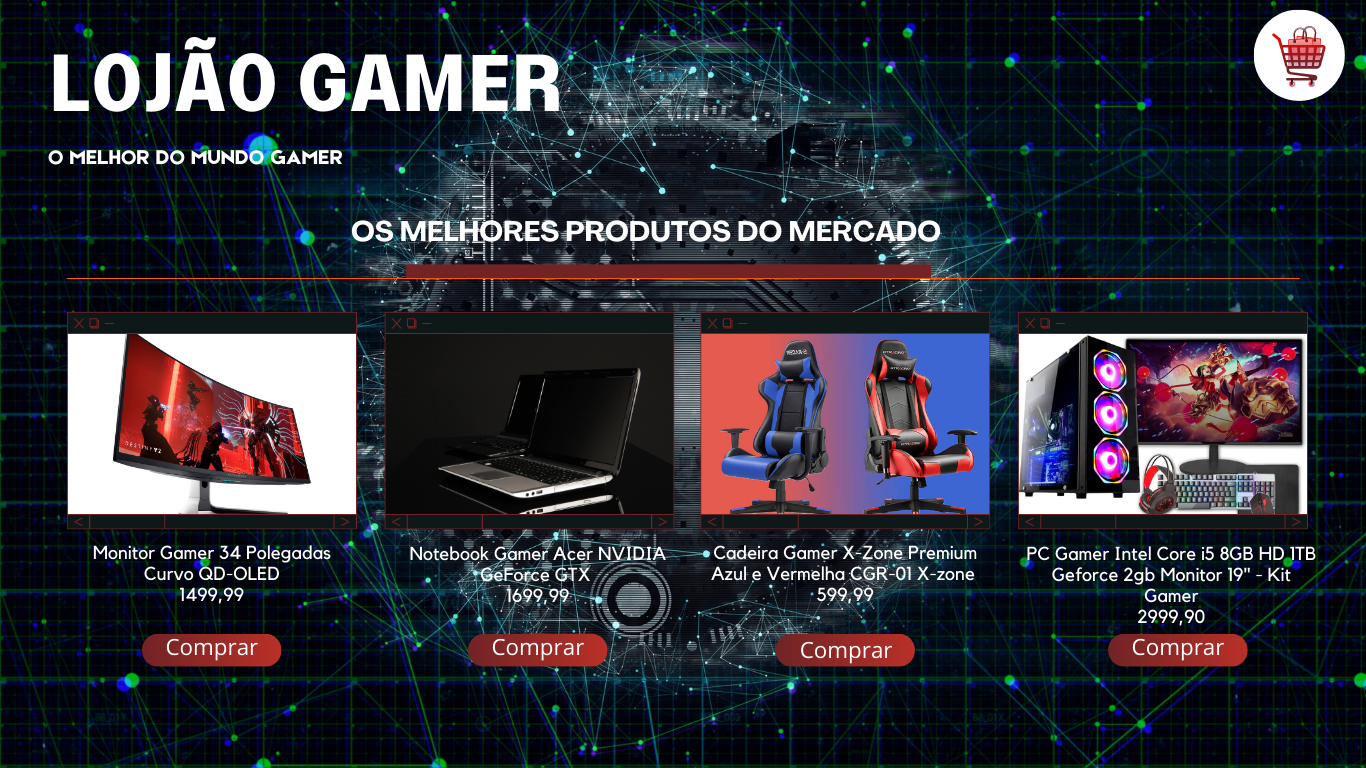 LOJÃO GAMER
O MELHOR DO MUNDO GAMER
OS MELHORES PRODUTOS DO MERCADO
DESTINY 2
Monitor Gamer 34 Polegadas
Curvo QD-OLED
1499,99
Comprar
Notebook Gamer Acer NVIDIA
GeForce GTX
1699,99
Comprar
Cadeira Gamer X-Zone Premium
Azul e Vermelha CGR-01 X-zone
599,99
Comprar
PC Gamer Intel Core i5 8GB HD 1TB
Geforce 2gb Monitor 19" - Kit
Gamer
2999,90
Comprar